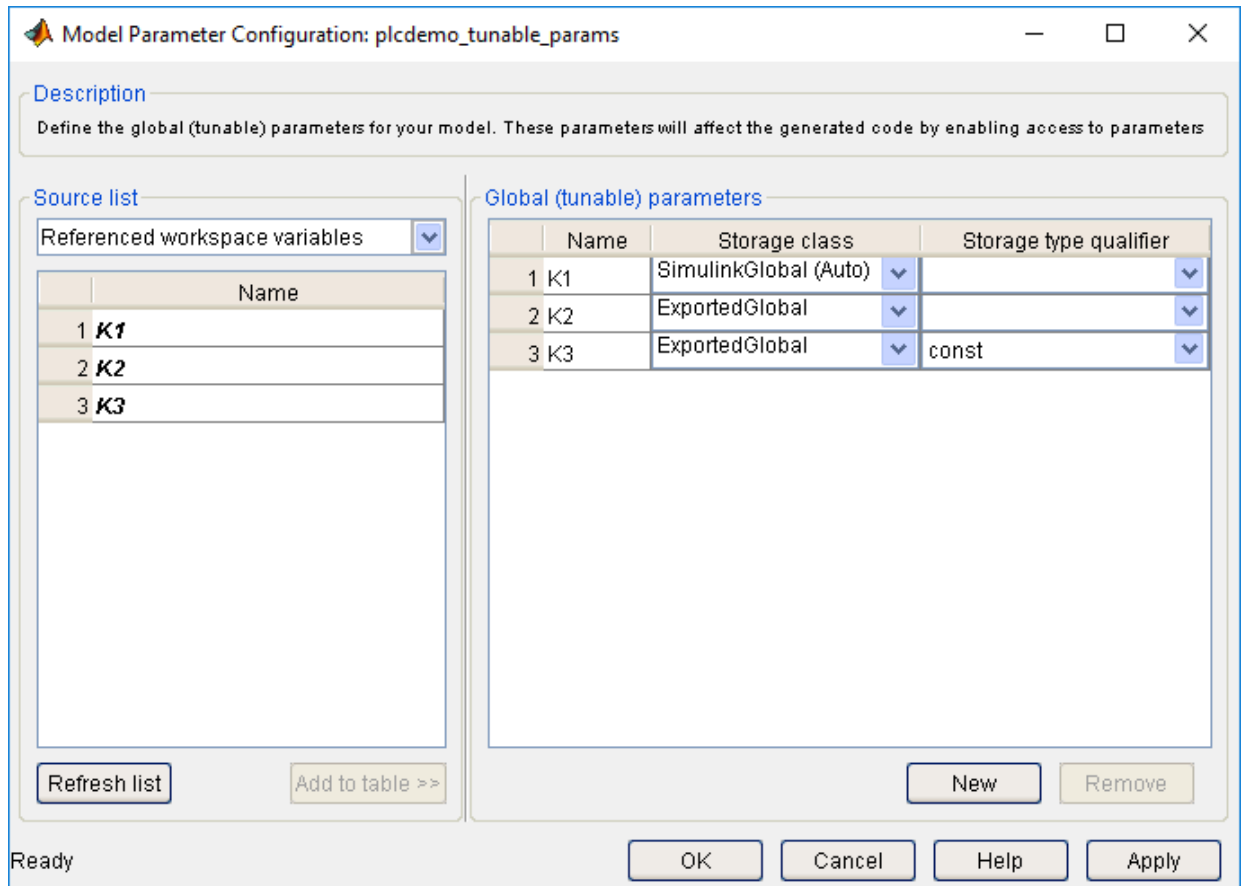 Model Parameter Configuration: plcdemo_tunable_params
Description
Define the global (tunable) parameters for your model. These parameters will affect the generated code by enabling access to parameters
Source list
Referenced workspace variables
Name
1 K1
2 K2
3 K3
Refresh list
Add to table >>
Global (tunable) parameters
Name Storage class Storage type qualifier
1 K1 SimulinkGlobal (Auto)
2 K2 ExportedGlobal
3 K3 ExportedGlobal const
New Remove
Ready
OK Cancel Help Apply